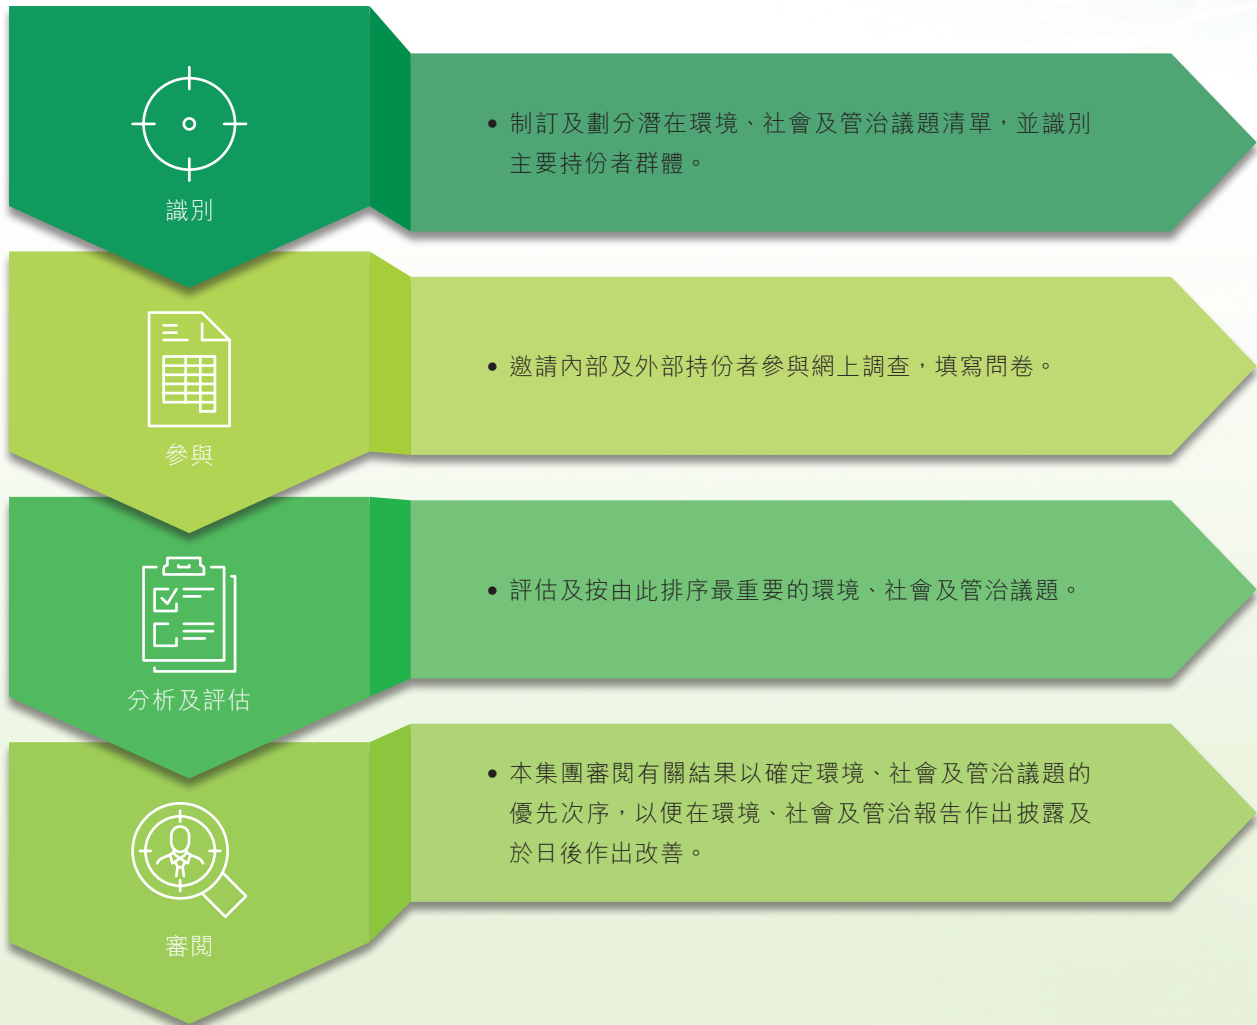 識別
• 制訂及劃分潛在環境、社會及管治議題清單，並識別
主要持份者群體。
參與
• 邀請內部及外部持份者參與網上調查，填寫問卷。
分析及評估
• 評估及按由此排序最重要的環境、社會及管治議題。
審閱
• 本集團審閱有關結果以確定環境、社會及管治議題的
優先次序，以便在環境、社會及管治報告作出披露及
於日後作出改善。